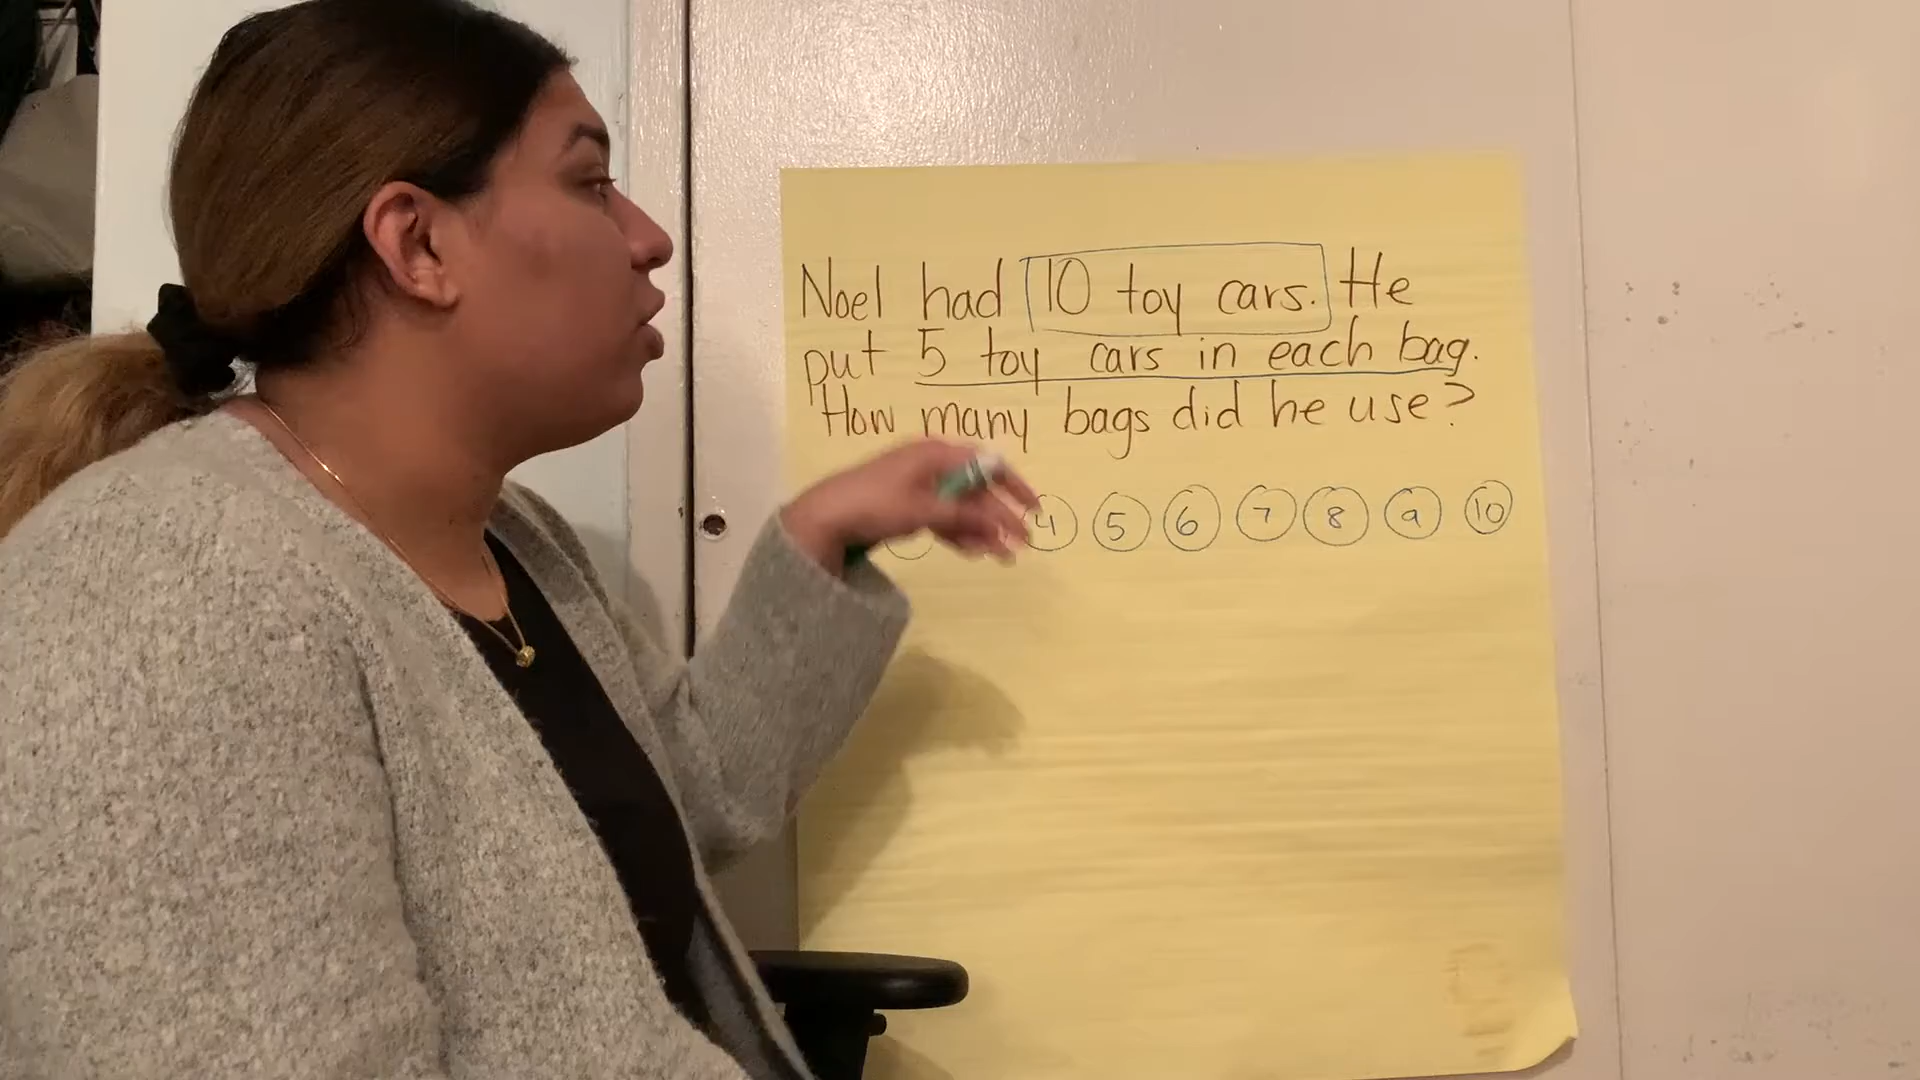 Noel had 10 toy cars. He
put 5 toy cars in each bag.
How many bags did he use?
4 5 6 7 8 9 10